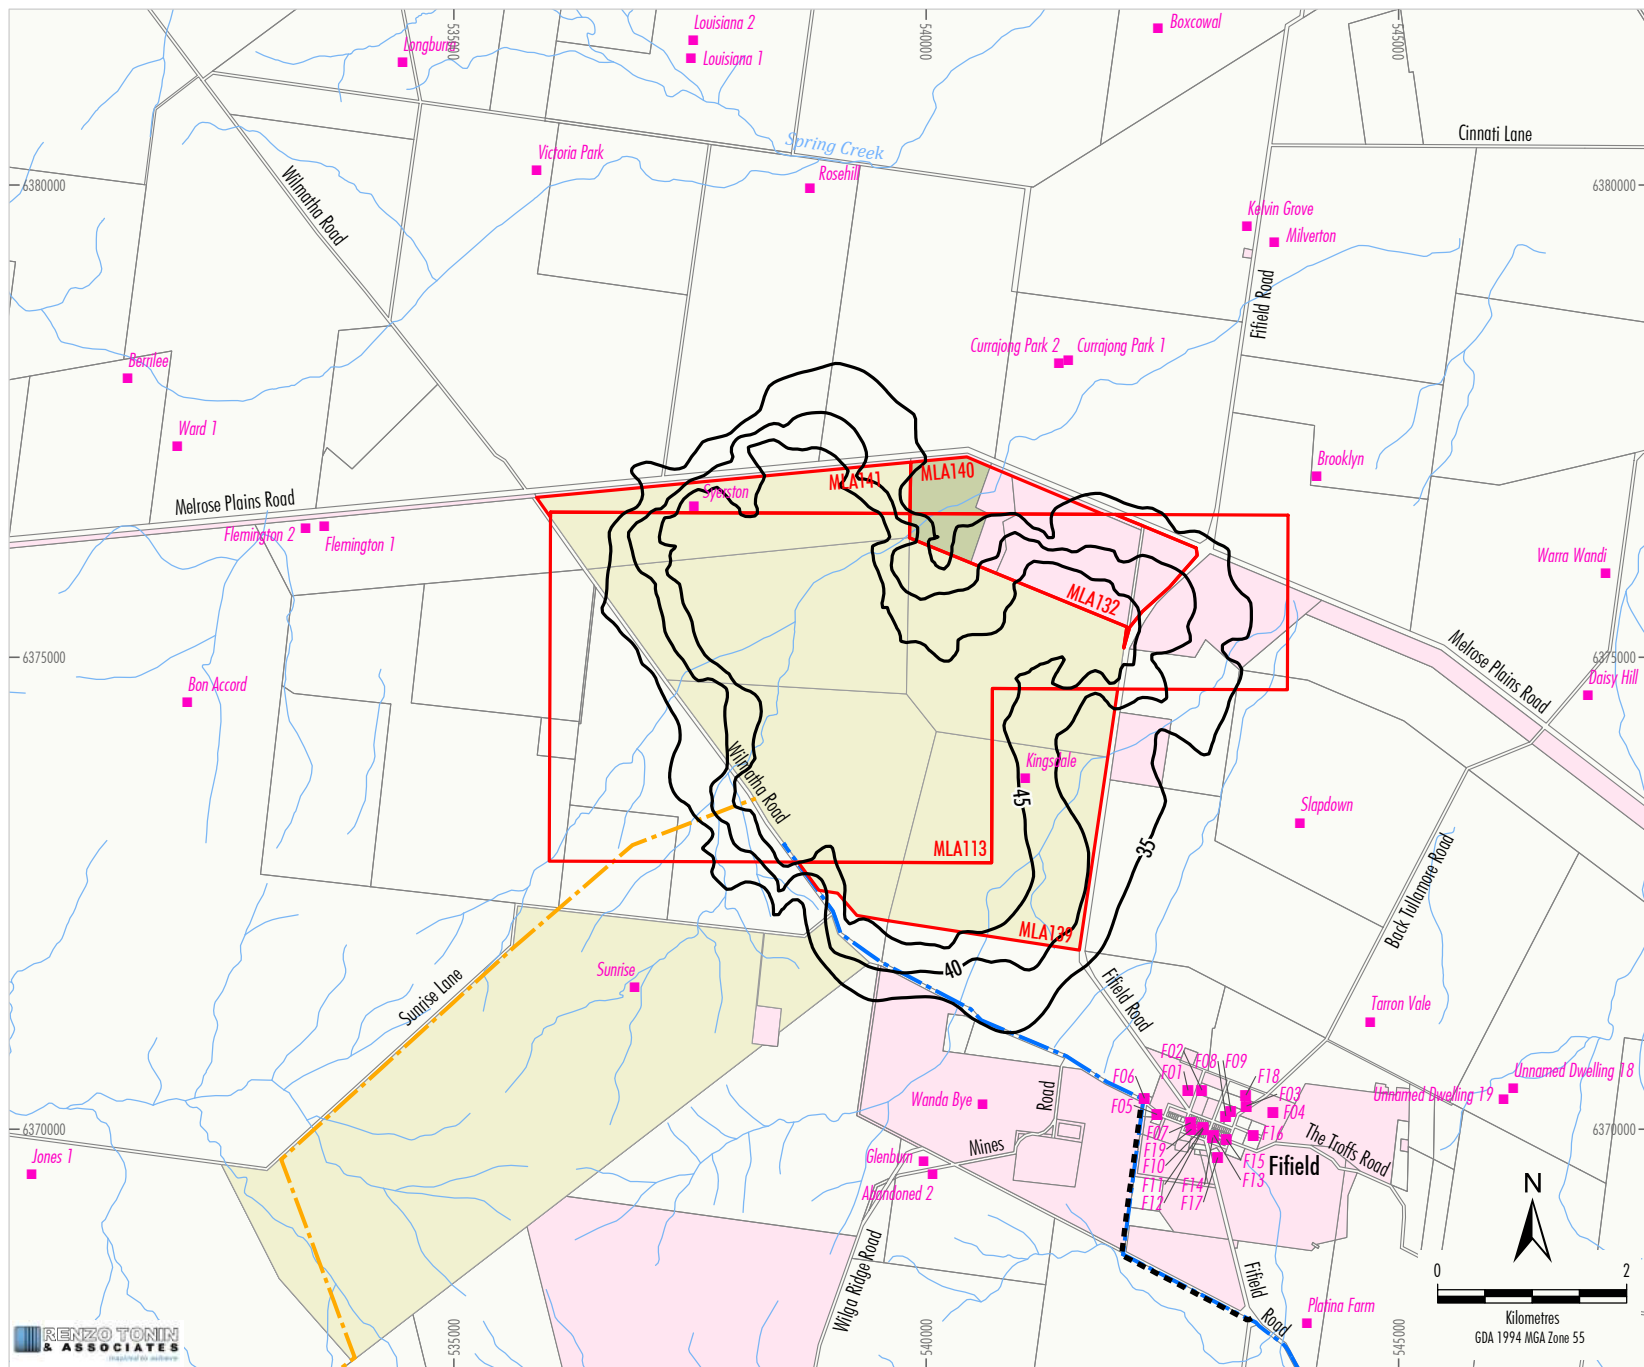 Louisiana 2
Boxcowal
Longburn
535000
540000
545000
Louisiana 1
Cinnati Lane
Spring Creek
Victoria Park
Rosehill
6380000
6380000
Wilmatha Road
Kelvin Grove
Milverton
Fifield Road
Currajong Park 2
Currajong Park 1
Berrilee
Ward 1
Brooklyn
MLA140
MLA141
Syerston
Melrose Plains Road
Flemington 2
Flemington 1
Warra Wandi
MLA132
6375000
6375000
Melrose Plains Road
Daisy Hill
Bon Accord
Wilmatha Road
Kingsdale
45
Slapdown
MLA113
35
Back Tullamore Road
MLA139
40
Sunrise
Sunrise Lane
Fifield Road
Tarron Vale
F02
F08
F09
F01
F18
F06
F03
Unnamed Dwelling 18
Unnamed Dwelling 19
Wanda Bye
Road
F05
F04
6370000
6370000
F07
F16
The Troffs Road
Mines
F19
Jones 1
Glenburn
F10
F15
Fifield
Abandoned 2
F11
F14
F13
F12
F17
N
Wilga Ridge Road
Fifield
Road
0
2
Platina Farm
Kilometres
GDA 1994 MGA Zone 55
535000
540000
545000
RENZO TONIN
& ASSOCIATES
inspired to achieve